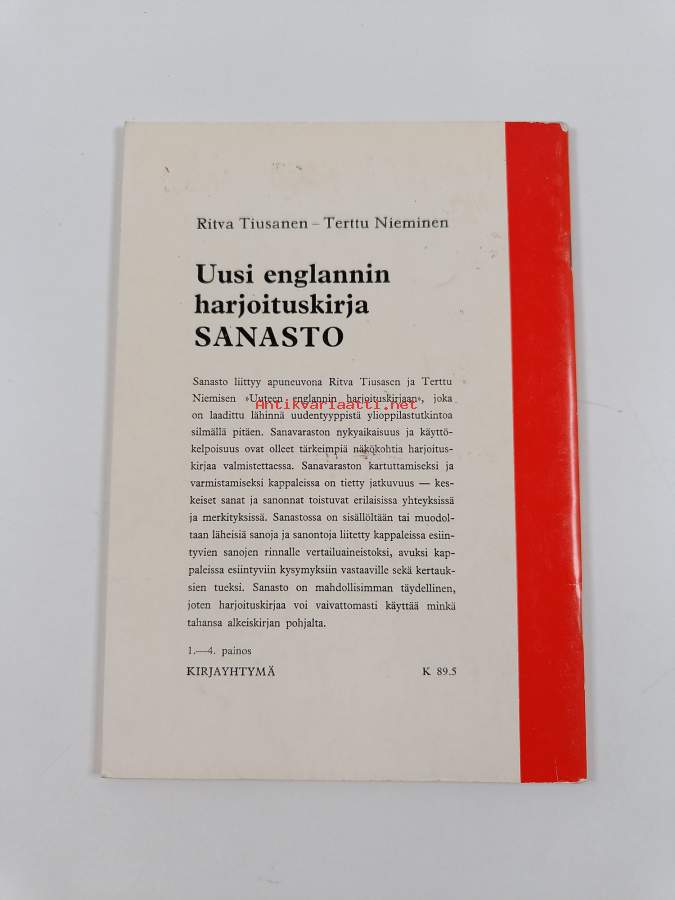 Ritva Tiusanen – Terttu Nieminen
Uusi englannin
harjoituskirja
SANASTO
Sanasto liittyy apuneuvona Ritva Tiusasen ja Terttu
Niemisen »Uuteen englannin harjoituskirjaan», joka
Antikvariaatti.net
on laadittu lähinnä uudentyyppistä ylioppilastutkintoa
silmällä pitäen. Sanavaraston nykyaikaisuus ja käyttö-
kelpoisuus ovat olleet tärkeimpiä näkökohtia harjoitus-
kirjaa valmistettaessa. Sanavaraston kartuttamiseksi ja
varmistamiseksi kappaleissa on tietty jatkuvuus — kes-
keiset sanat ja sanonnat toistuvat erilaisissa yhteyksissä
ja merkityksissä. Sanastossa on sisällöltään tai muodol-
taan läheisiä sanoja ja sanontoja liitetty kappaleissa esiin-
tyvien sanojen rinnalle vertailuaineistoksi, avuksi kap-
paleissa esiintyviin kysymyksiin vastaaville sekä kertauk-
sien tueksi. Sanasto on mahdollisimman täydellinen,
joten harjoituskirjaa voi vaivattomasti käyttää minkä
tahansa alkeiskirjan pohjalta.
1.—4. painos
KIRJAYHTYMÄ K 89.5